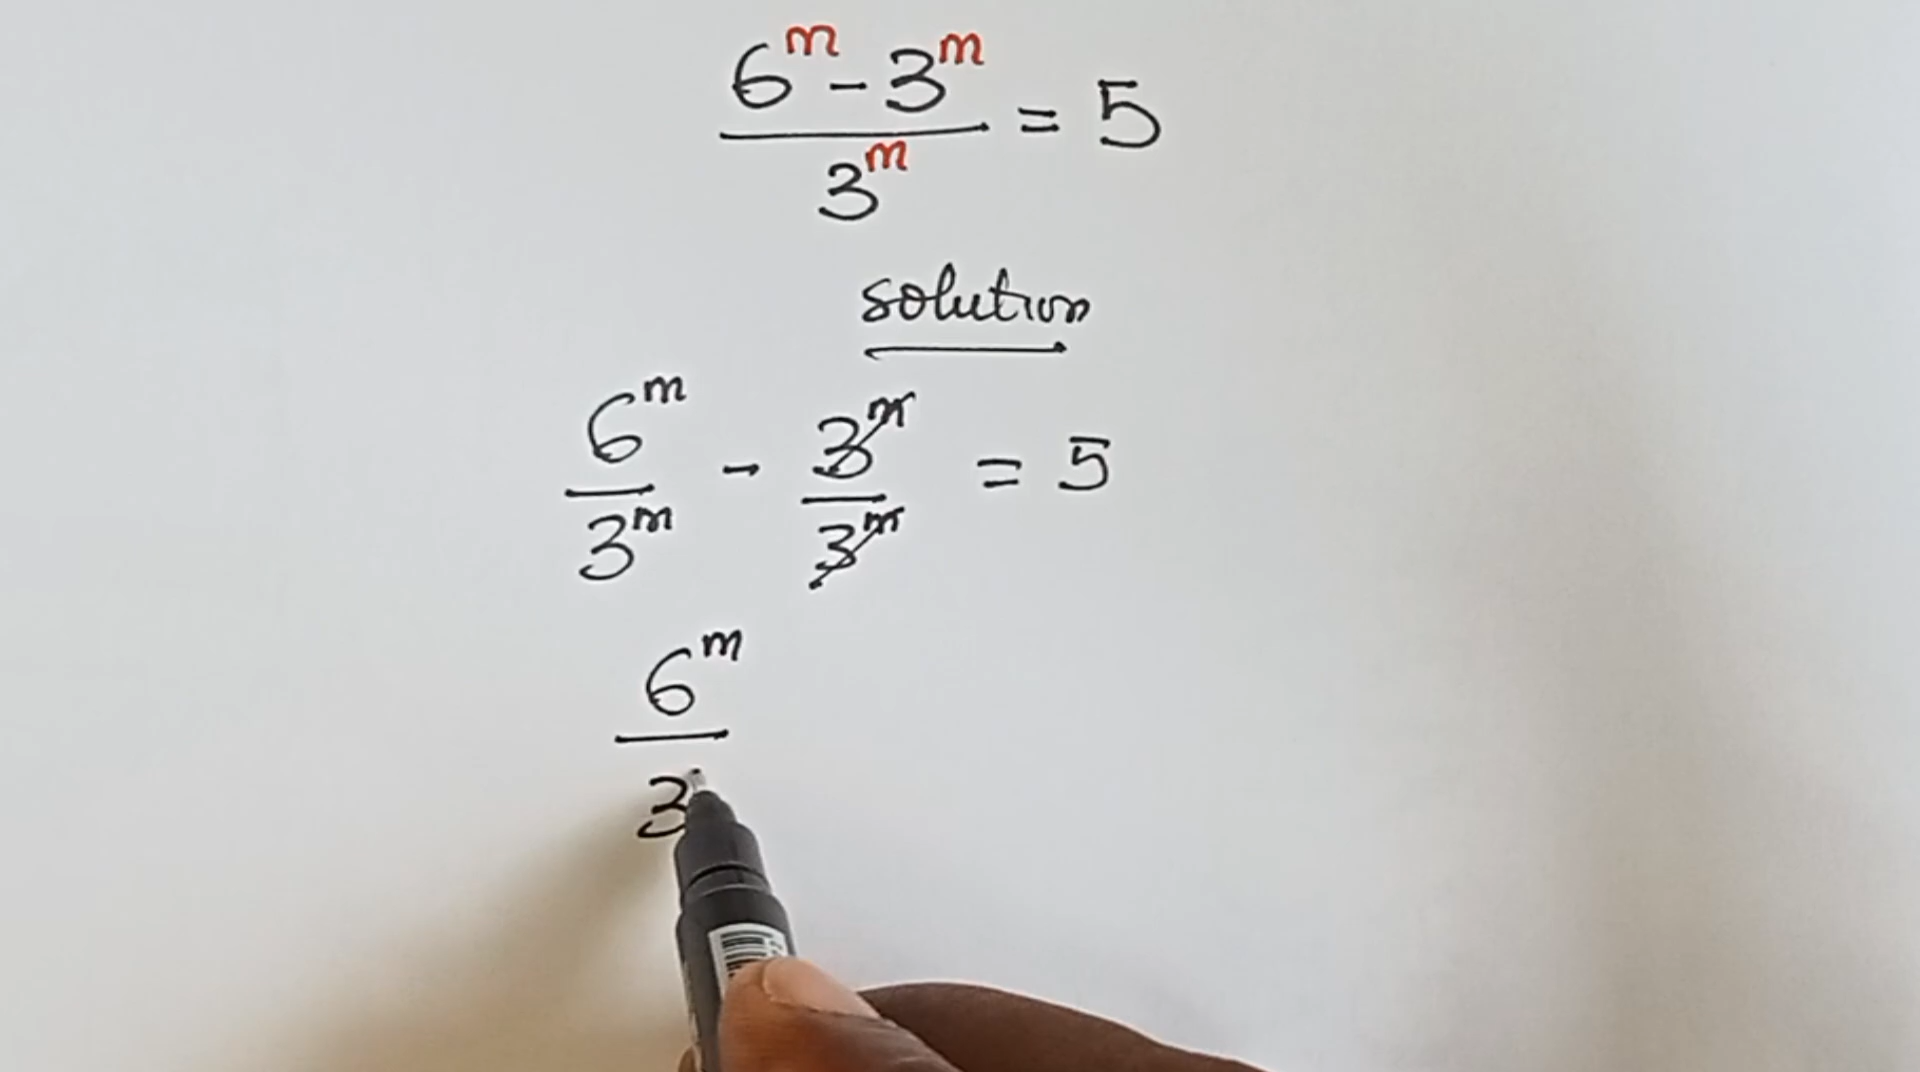 6^m - 3^m / 3^m = 5
solution
6^m / 3^m - 3^m / 3^m = 5
6^m / 3